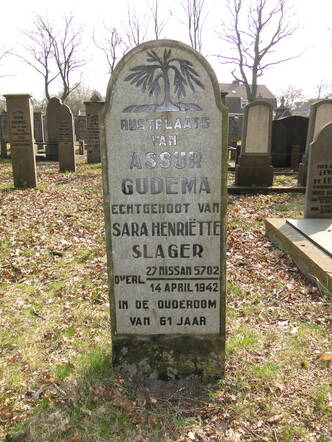 RUSTPLAATS
VAN
ASSUR
GUDEMA
ECHTGENOOT VAN
SARA HENRIËTTE
SLAGER
OVERL. 27 NISSAN 5702
14 APRIL 1942
IN DE OUDERDOM
VAN 61 JAAR